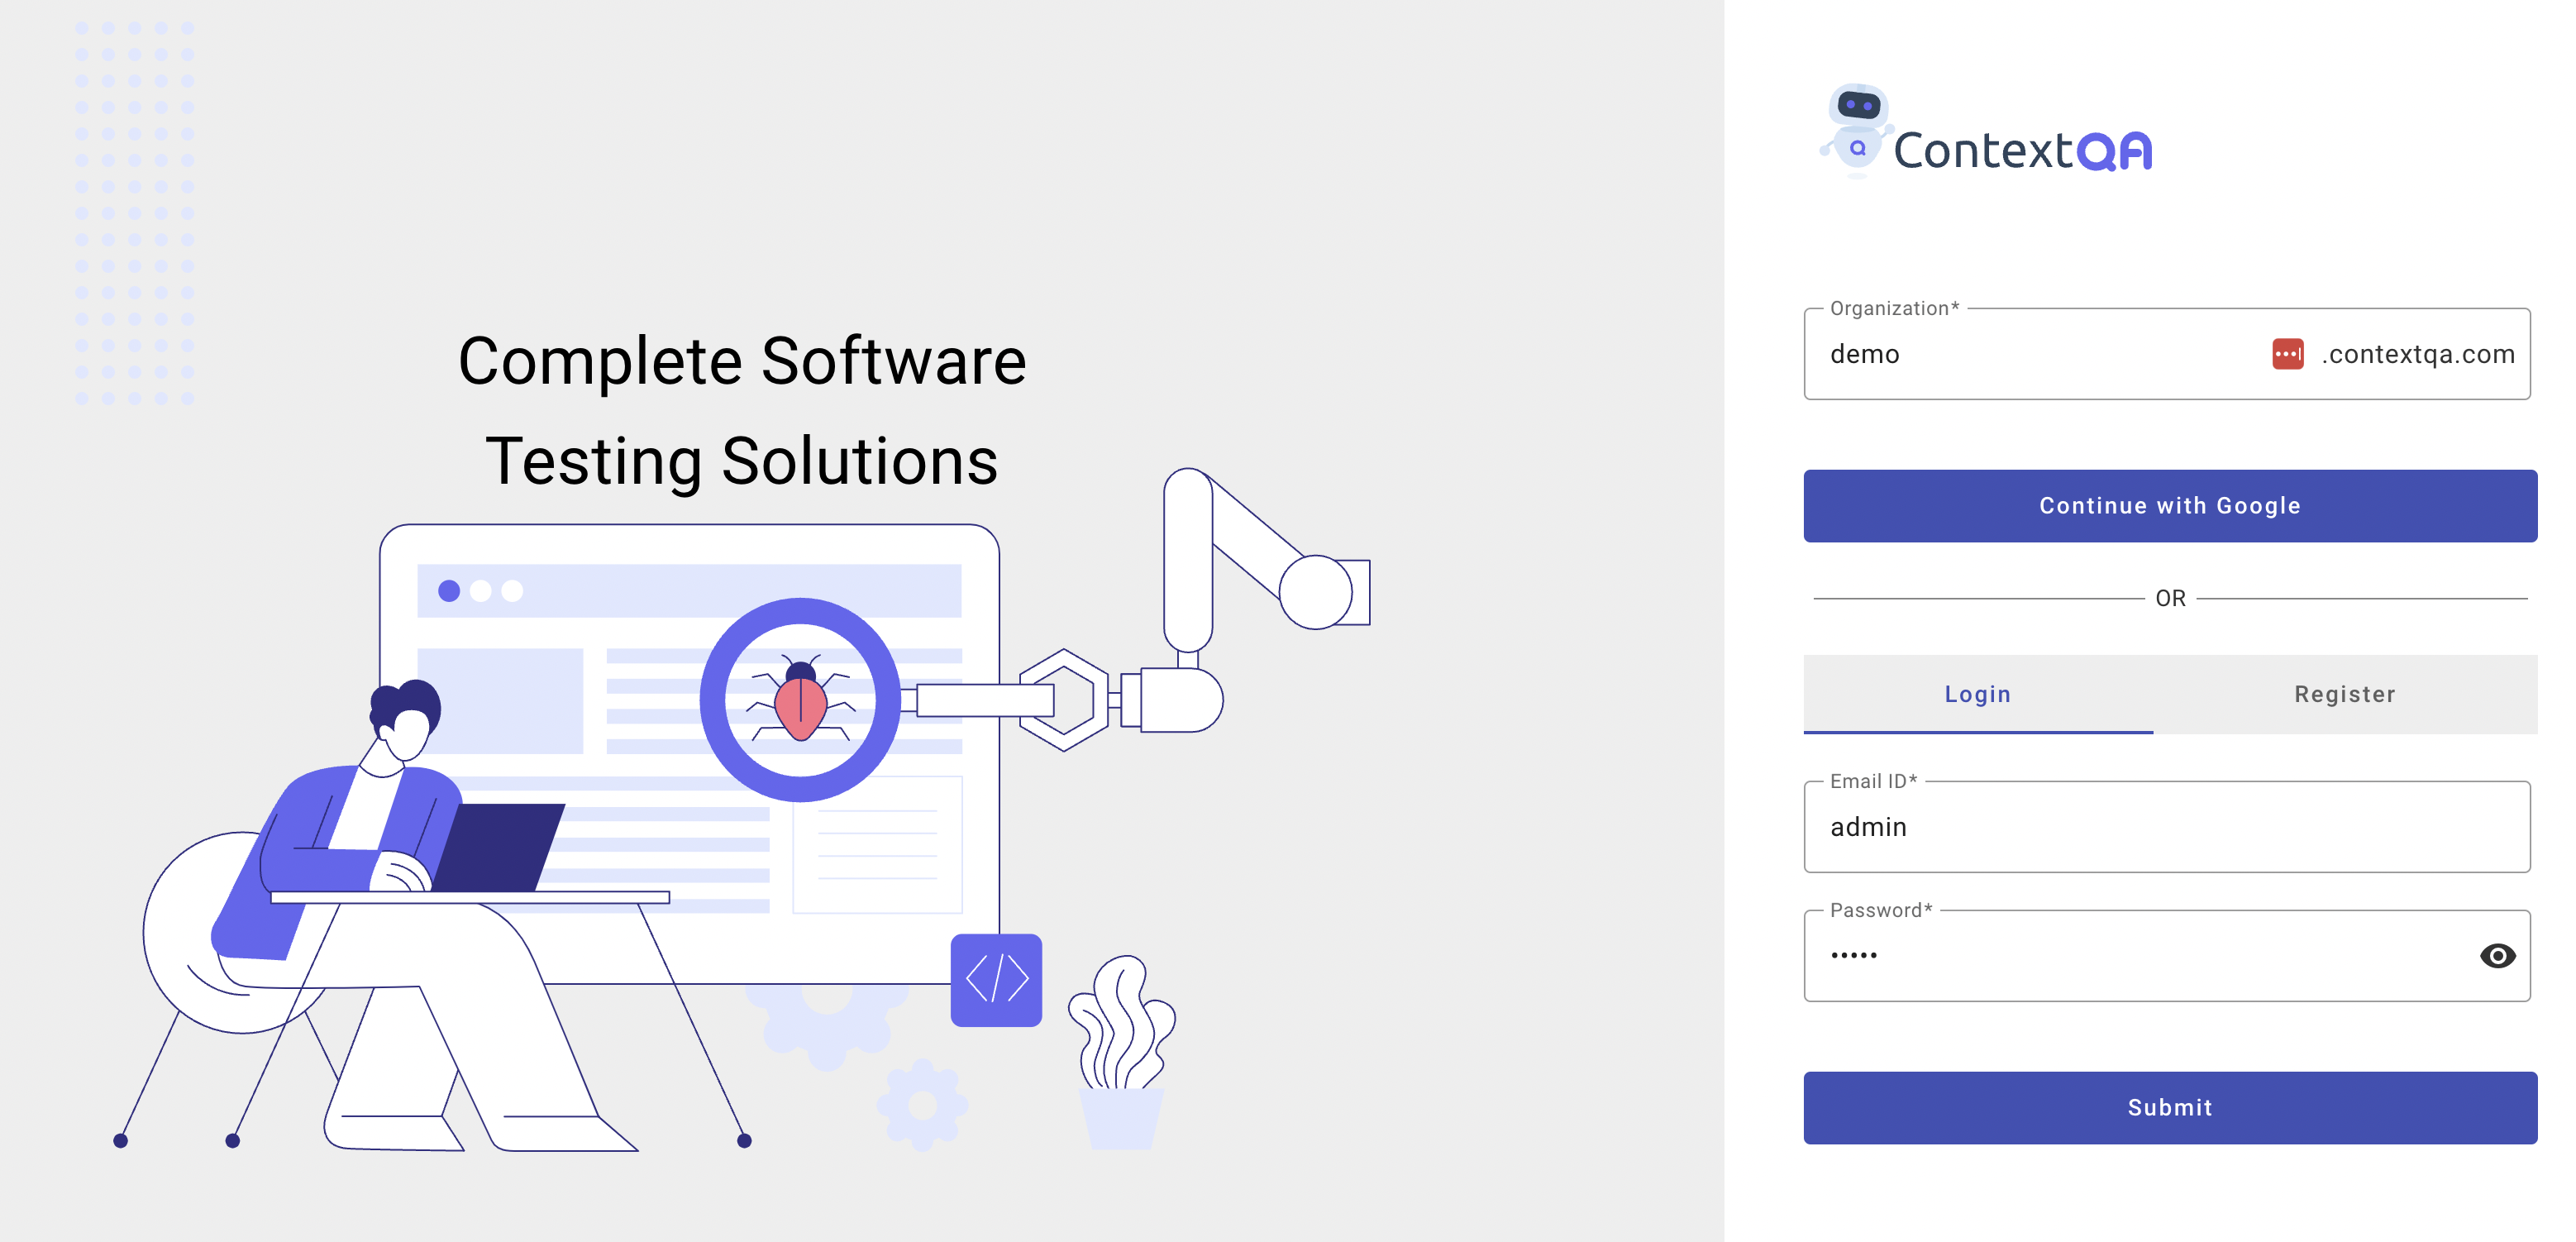 Complete Software
Testing Solutions
ContextQA
Organization*
demo
.contextqa.com
Continue with Google
OR
Login
Register
Email ID*
admin
Password*
•••••
Submit